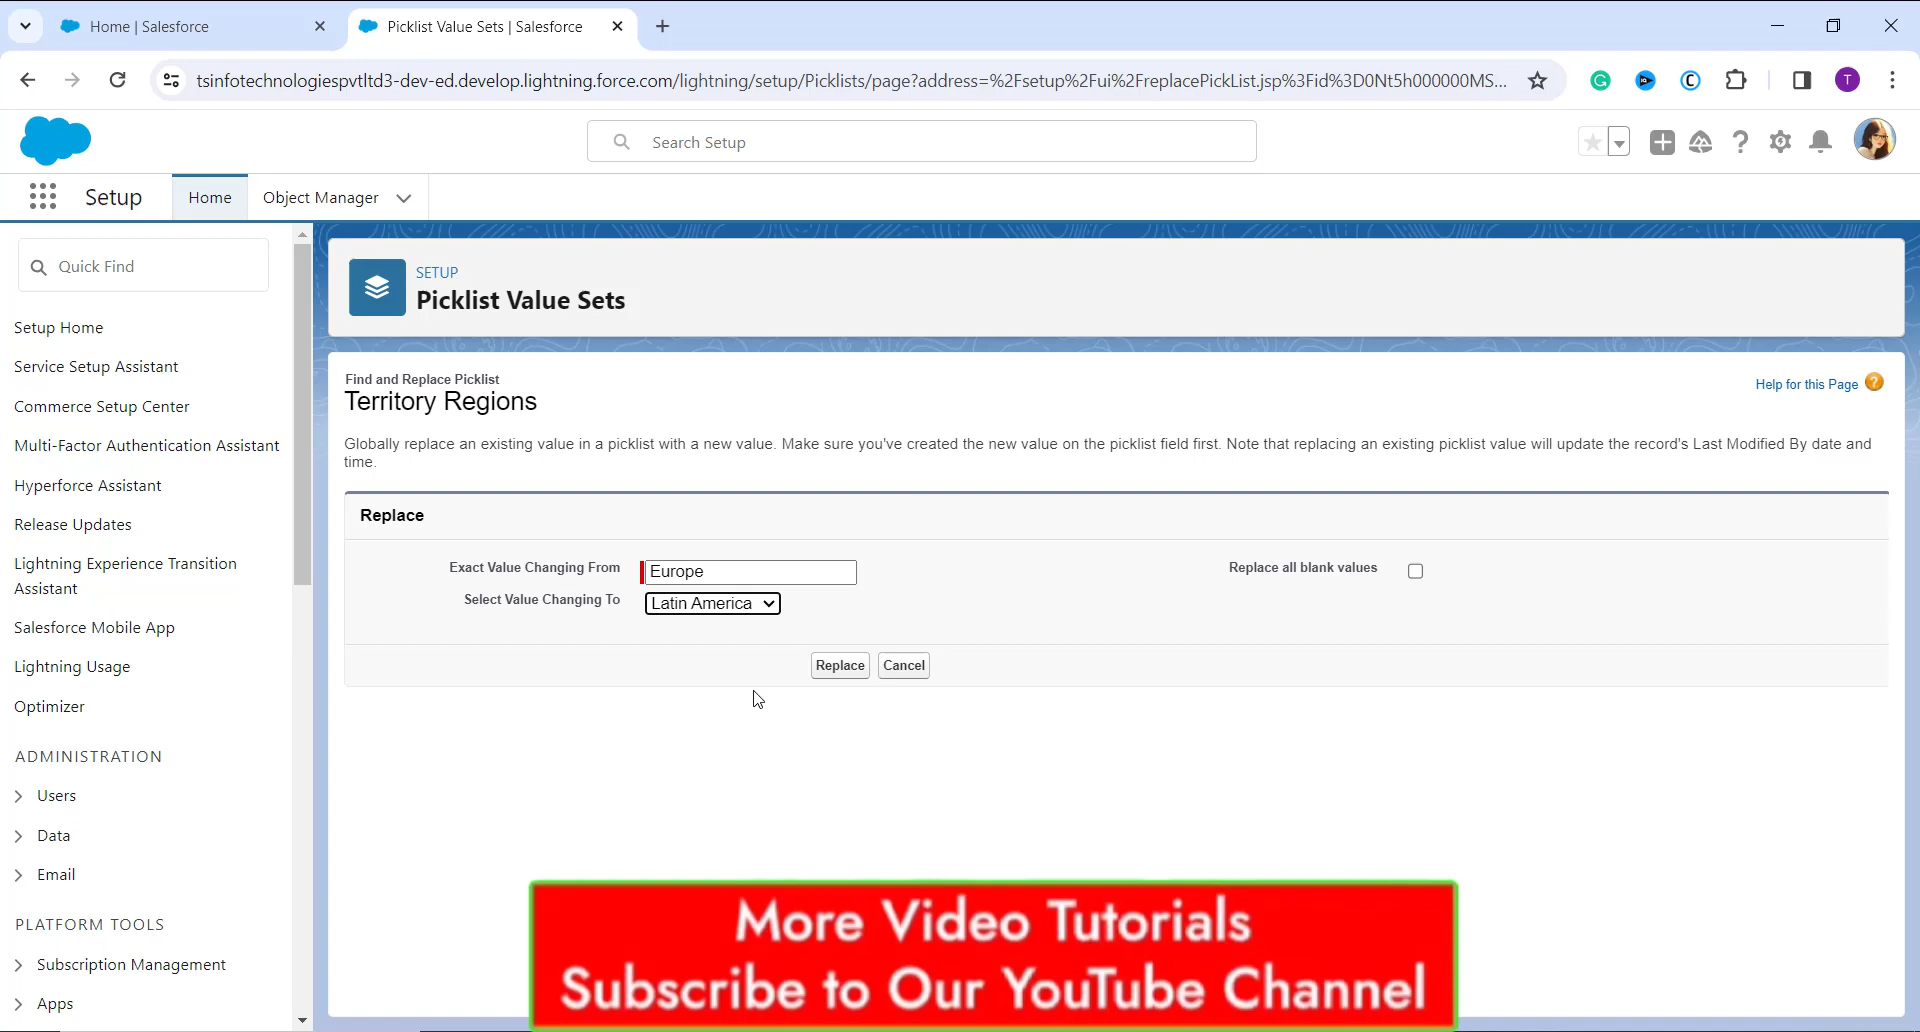 Home | Salesforce
Picklist Value Sets | Salesforce
tsinfotechnologiespvtltd3-dev-ed.develop.lightning.force.com/lightning/setup/Picklists/page?address=%2Fsetup%2Fui%2FreplacePickList.jsp%3Fid%3D0Nt5h000000MS...
T
Search Setup
Setup
Home
Object Manager
Quick Find
Setup Home
Service Setup Assistant
Commerce Setup Center
Multi-Factor Authentication Assistant
Hyperforce Assistant
Release Updates
Lightning Experience Transition
Assistant
Salesforce Mobile App
Lightning Usage
Optimizer
ADMINISTRATION
Users
Data
Email
PLATFORM TOOLS
Subscription Management
Apps
SETUP
Picklist Value Sets
Find and Replace Picklist
Territory Regions
Help for this Page
Globally replace an existing value in a picklist with a new value. Make sure you've created the new value on the picklist field first. Note that replacing an existing picklist value will update the record's Last Modified By date and
time.
Replace
Exact Value Changing From
Europe
Replace all blank values
Select Value Changing To
Latin America
Replace
Cancel
More Video Tutorials
Subscribe to Our YouTube Channel